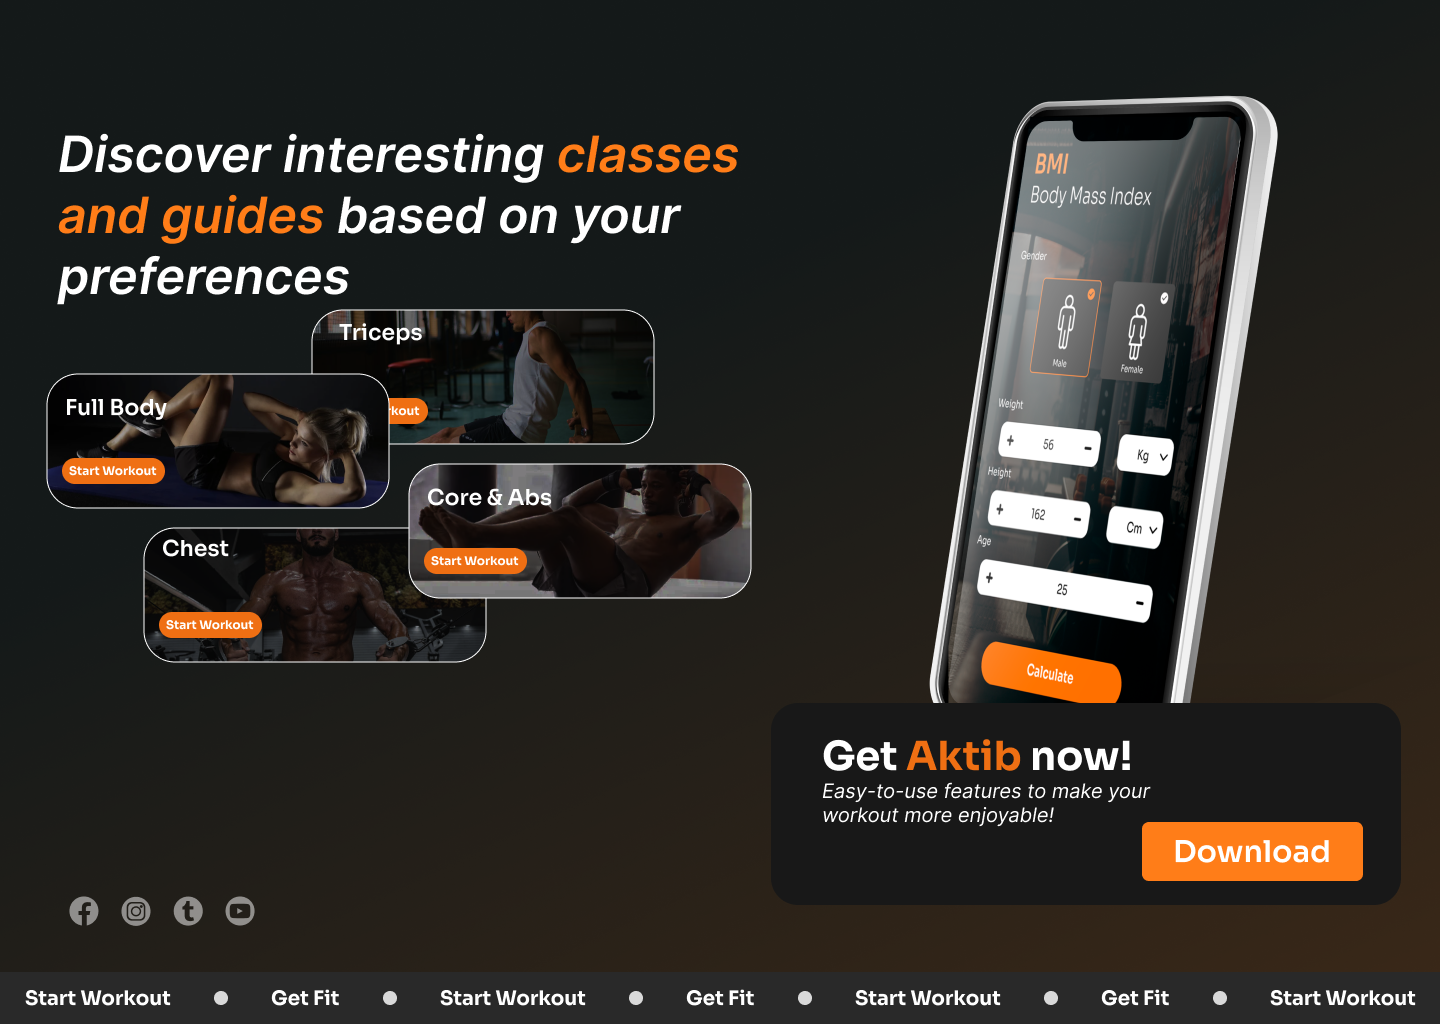 Discover interesting classes
and guides based on your
preferences
Triceps
Full Body
Start Workout
Core & Abs
Start Workout
Chest
Start Workout
BMI
Body Mass Index
Gender
Male
Female
Weight
+ 56 -
Kg
Height
+ 162 -
Cm
Age
+ 25 -
Calculate
Get Aktib now!
Easy-to-use features to make your
workout more enjoyable!
Download
Start Workout Get Fit Start Workout Get Fit Start Workout Get Fit Start Workout